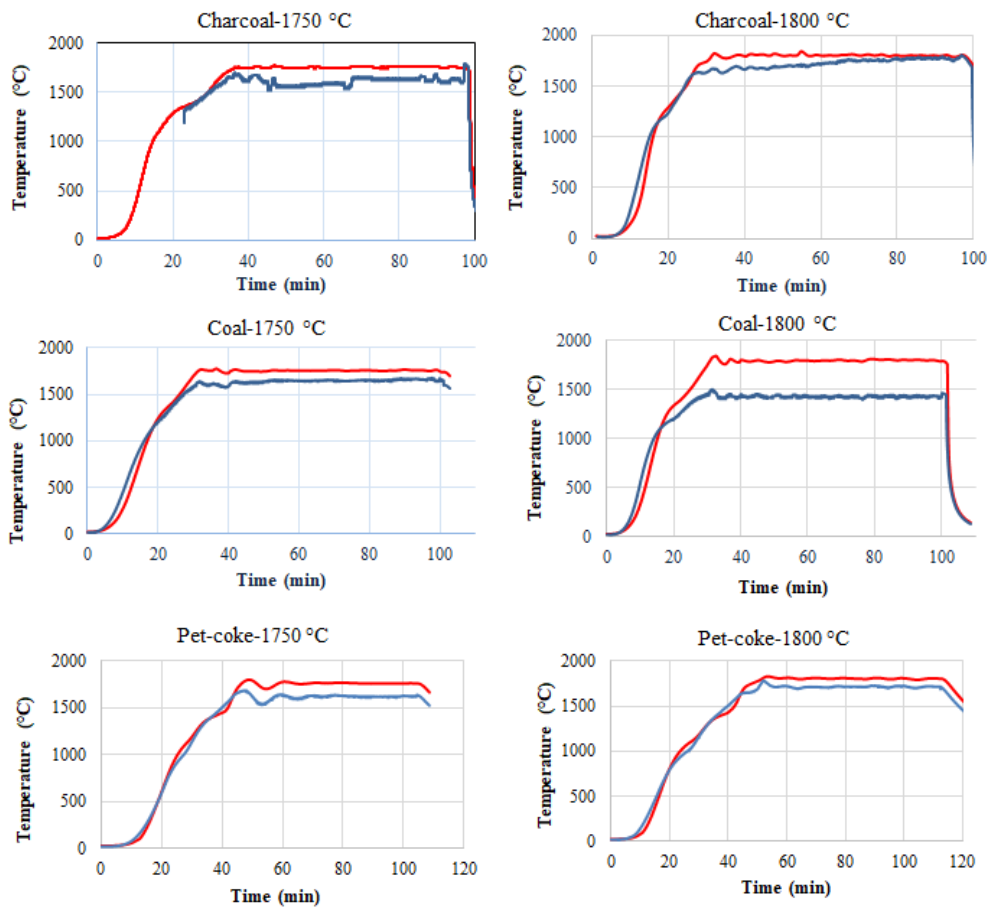 Charcoal-1750 °C
2000
1500
1000
500
0
0 20 40 60 80 100
Temperature (°C)
Time (min)
Charcoal-1800 °C
2000
1500
1000
500
0
0 20 40 60 80 100
Temperature (°C)
Time (min)
Coal-1750 °C
2000
1500
1000
500
0
0 20 40 60 80 100
Temperature (°C)
Time (min)
Coal-1800 °C
2000
1500
1000
500
0
0 20 40 60 80 100
Temperature (°C)
Time (min)
Pet-coke-1750 °C
2000
1500
1000
500
0
0 20 40 60 80 100 120
Temperature (°C)
Time (min)
Pet-coke-1800 °C
2000
1500
1000
500
0
0 20 40 60 80 100 120
Temperature (°C)
Time (min)